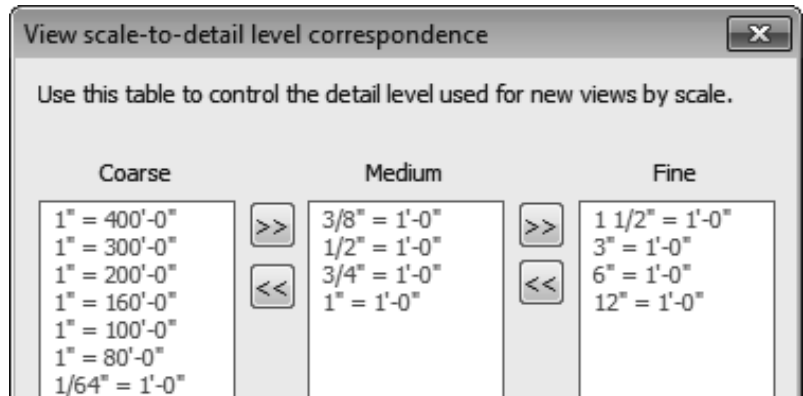 View scale-to-detail level correspondence
Use this table to control the detail level used for new views by scale.
Coarse
1" = 400'-0"
1" = 300'-0"
1" = 200'-0"
1" = 160'-0"
1" = 100'-0"
1" = 80'-0"
1/64" = 1'-0"
>>
<<
Medium
3/8" = 1'-0"
1/2" = 1'-0"
3/4" = 1'-0"
1" = 1'-0"
>>
<<
Fine
1 1/2" = 1'-0"
3" = 1'-0"
6" = 1'-0"
12" = 1'-0"